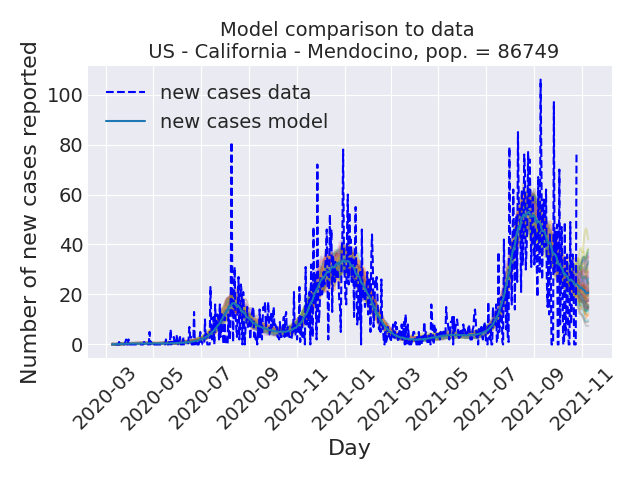 Model comparison to data
US - California - Mendocino, pop. = 86749
new cases data
new cases model
Number of new cases reported
100
80
60
40
20
0
2020-03
2020-05
2020-07
2020-09
2020-11
2021-01
2021-03
2021-05
2021-07
2021-09
2021-11
Day